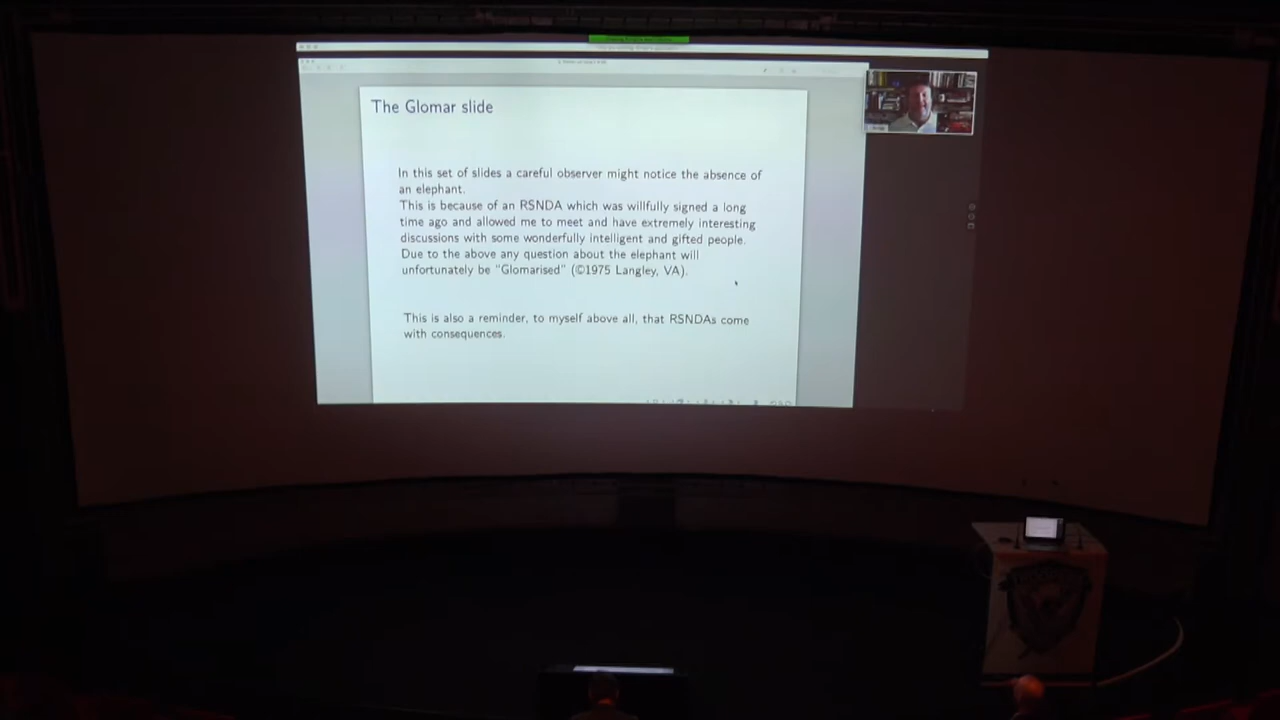 The Glomar slide
In this set of slides a careful observer might notice the absence of
an elephant.
This is because of an RSNDA which was willfully signed a long
time ago and allowed me to meet and have extremely interesting
discussions with some wonderfully intelligent and gifted people.
Due to the above any question about the elephant will
unfortunately be "Glomarised" (©1975 Langley, VA).
This is also a reminder, to myself above all, that RSNDAs come
with consequences.